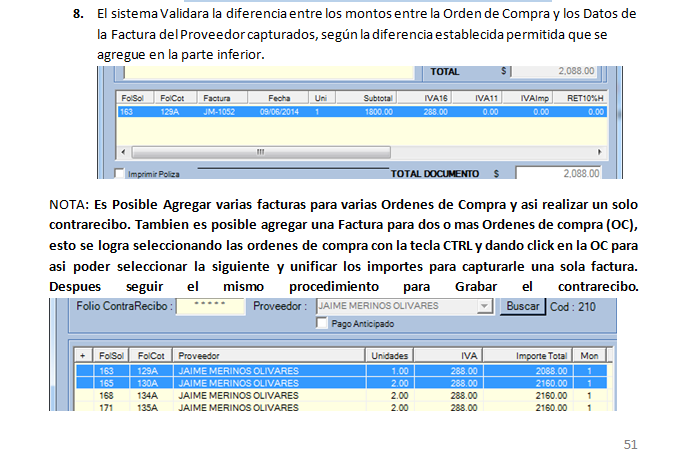 8. El sistema Validara la diferencia entre los montos entre la Orden de Compra y los Datos de
la Factura del Proveedor capturados, según la diferencia establecida permitida que se
agregue en la parte inferior.
TOTAL $ 2,088.00
FolSol FolCot Factura Fecha Uni Subtotal IVA16 IVA11 IVAImp RET10%H
163 129A JM-1052 09/06/2014 1 1800.00 288.00 0.00 0.00 0.00
Imprimir Poliza TOTAL DOCUMENTO $ 2,088.00
NOTA: Es Posible Agregar varias facturas para varias Ordenes de Compra y asi realizar un solo
contrarecibo. Tambien es posible agregar una Factura para dos o mas Ordenes de compra (OC),
esto se logra seleccionando las ordenes de compra con la tecla CTRL y dando click en la OC para
asi poder seleccionar la siguiente y unificar los importes para capturarle una sola factura.
Despues seguir el mismo procedimiento para Grabar el contrarecibo.
Folio ContraRecibo : ***** Proveedor : JAIME MERINOS OLIVARES Buscar Cod : 210
Pago Anticipado
+ FolSol FolCot Proveedor Unidades IVA Importe Total Mon
163 129A JAIME MERINOS OLIVARES 1.00 288.00 2088.00 1
165 130A JAIME MERINOS OLIVARES 2.00 288.00 2160.00 1
168 134A JAIME MERINOS OLIVARES 2.00 288.00 2160.00 1
171 135A JAIME MERINOS OLIVARES 2.00 288.00 2160.00 1
51